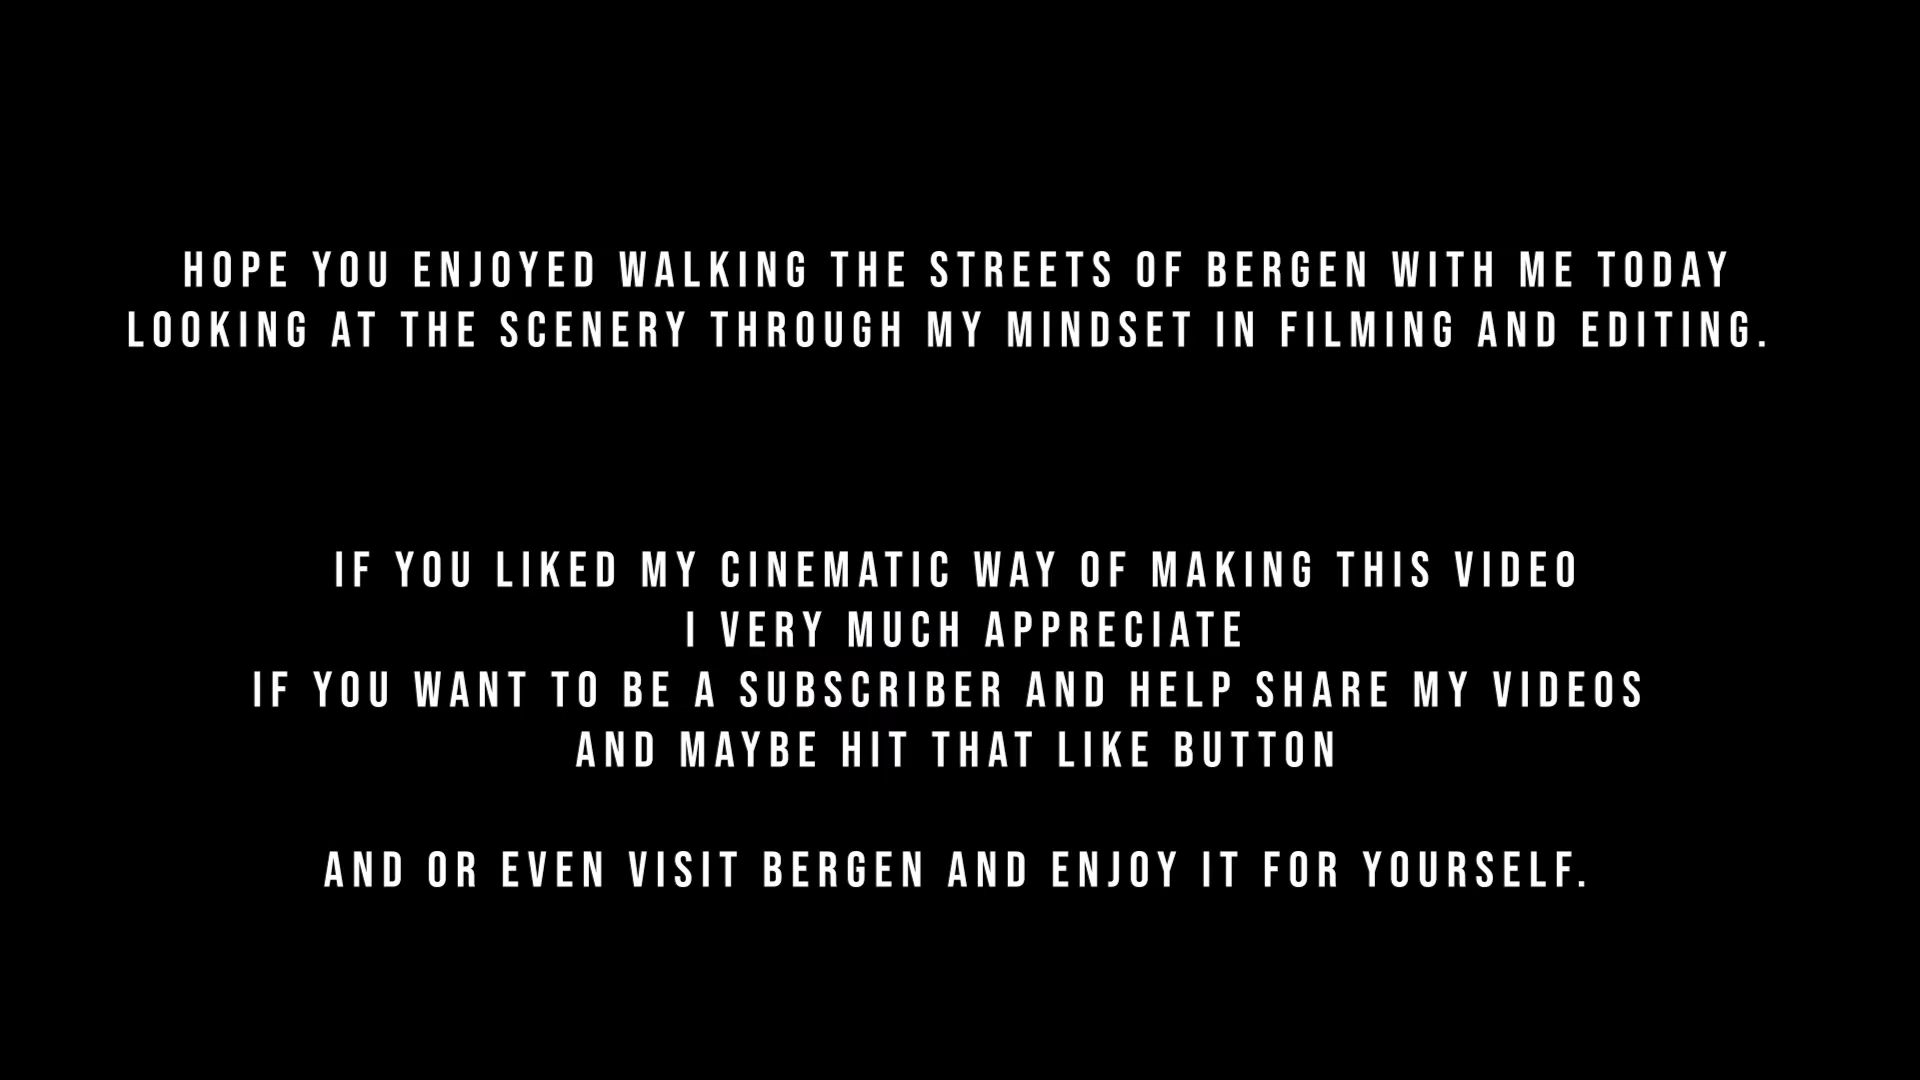 HOPE YOU ENJOYED WALKING THE STREETS OF BERGEN WITH ME TODAY
LOOKING AT THE SCENERY THROUGH MY MINDSET IN FILMING AND EDITING.
IF YOU LIKED MY CINEMATIC WAY OF MAKING THIS VIDEO
I VERY MUCH APPRECIATE
IF YOU WANT TO BE A SUBSCRIBER AND HELP SHARE MY VIDEOS
AND MAYBE HIT THAT LIKE BUTTON
AND OR EVEN VISIT BERGEN AND ENJOY IT FOR YOURSELF.